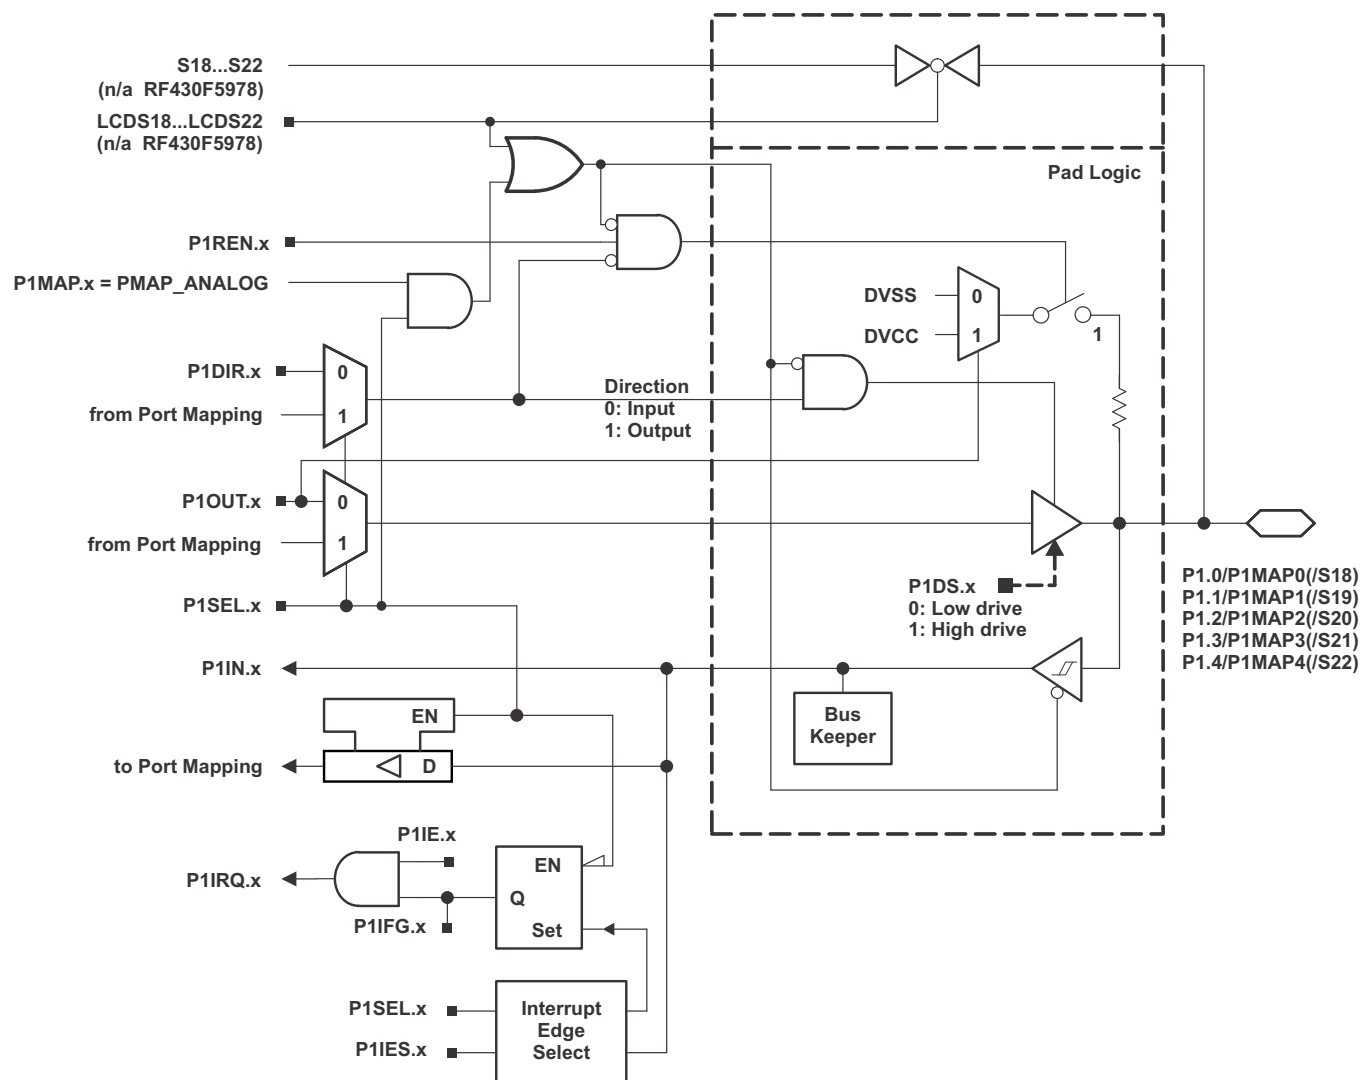 S18...S22
(n/a RF430F5978)
LCDS18...LCDS22
(n/a RF430F5978)
Pad Logic
P1REN.x
P1MAP.x = PMAP_ANALOG
DVSS
0
DVCC
1
1
P1DIR.x
0
from Port Mapping
1
Direction
0: Input
1: Output
P1OUT.x
0
from Port Mapping
1
P1SEL.x
P1DS.x
0: Low drive
1: High drive
P1.0/P1MAP0(/S18)
P1.1/P1MAP1(/S19)
P1.2/P1MAP2(/S20)
P1.3/P1MAP3(/S21)
P1.4/P1MAP4(/S22)
P1IN.x
Bus
Keeper
EN
to Port Mapping
D
P1IE.x
P1IRQ.x
EN
Q
Set
P1IFG.x
P1SEL.x
P1IES.x
Interrupt
Edge
Select